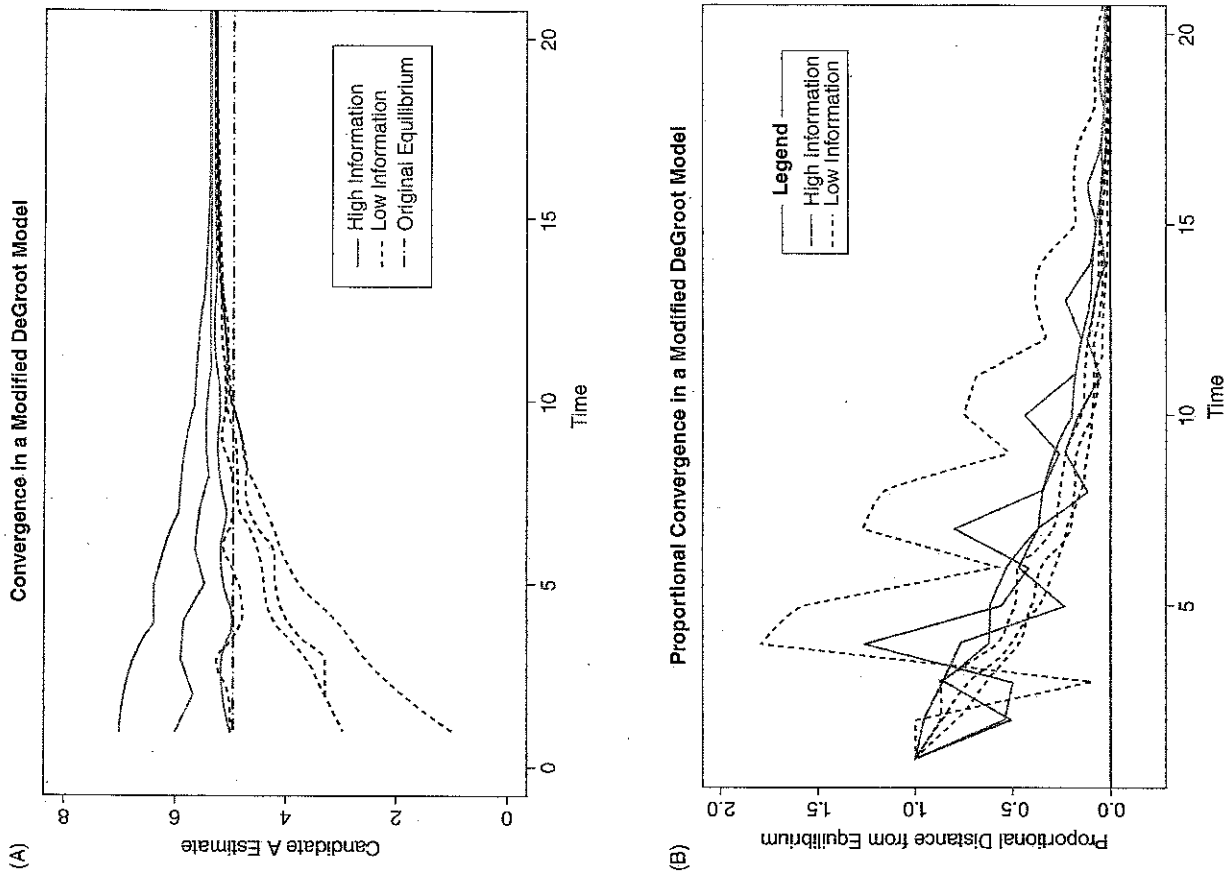 (A)
Convergence in a Modified DeGroot Model
Candidate A Estimate
8
6
4
2
0
High Information
Low Information
Original Equilibrium
0
5
10
15
20
Time
(B)
Proportional Convergence in a Modified DeGroot Model
Proportional Distance from Equilibrium
2.0
1.5
1.0
0.5
0.0
Legend
High Information
Low Information
5
10
15
20
Time